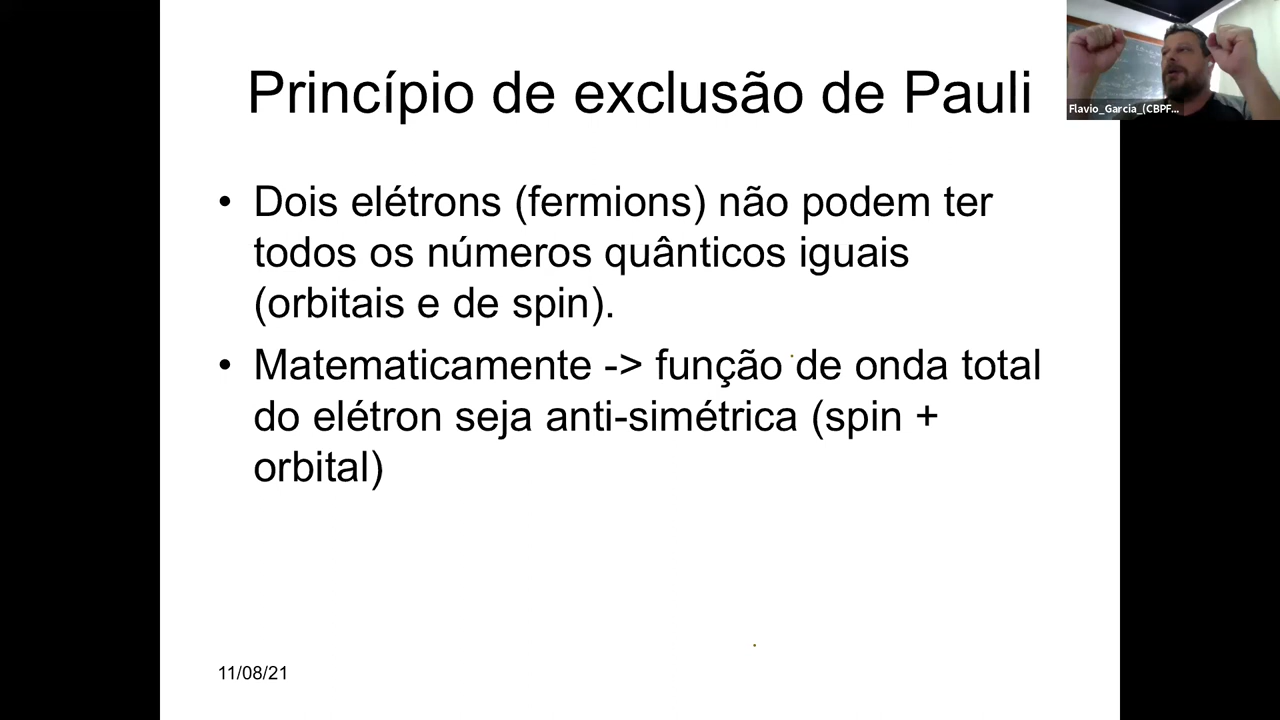 Princípio de exclusão de Pauli
Flavio_Garcia_(CBPF...
• Dois elétrons (fermions) não podem ter
todos os números quânticos iguais
(orbitais e de spin).
• Matematicamente -> função de onda total
do elétron seja anti-simétrica (spin +
orbital)
11/08/21